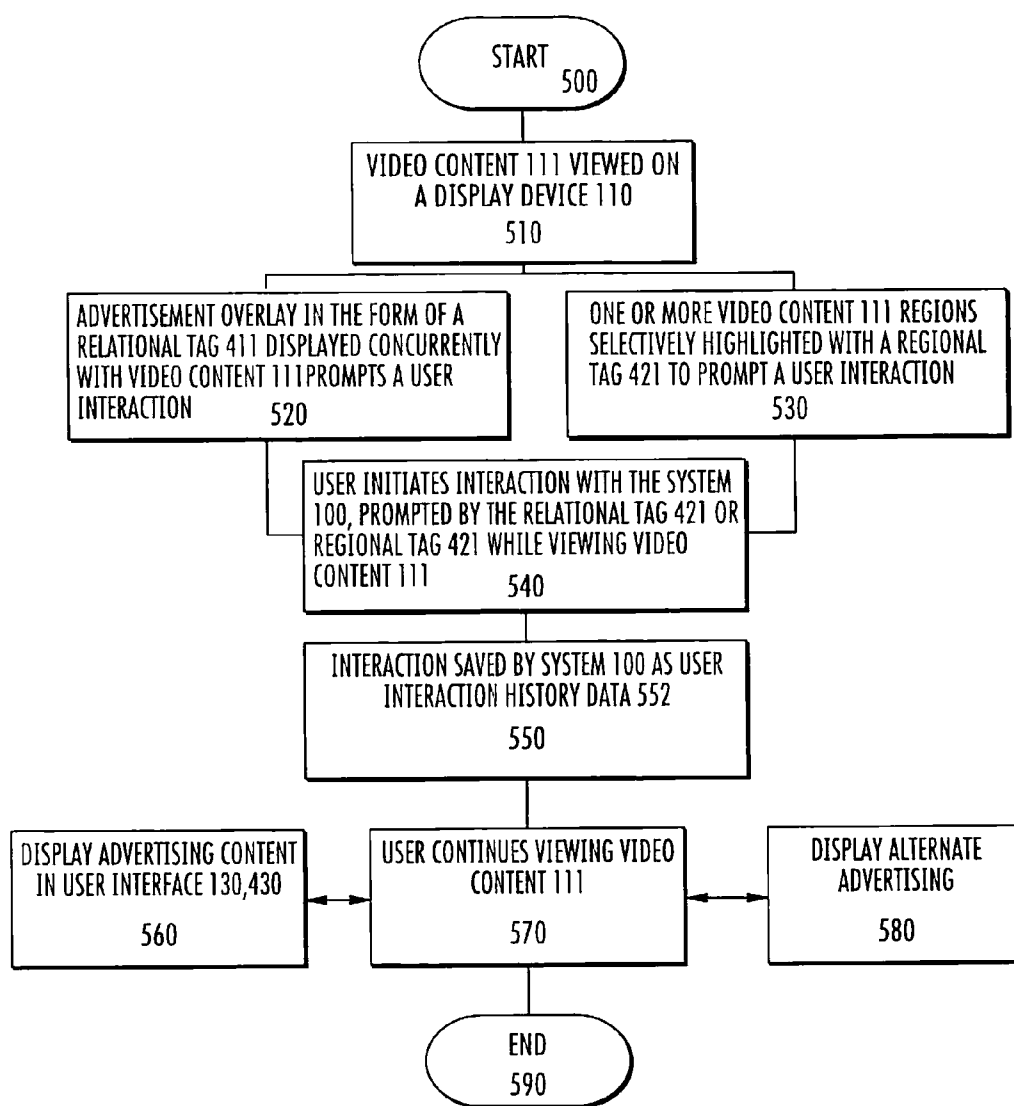 START
500
VIDEO CONTENT 111 VIEWED ON
A DISPLAY DEVICE 110
510
ADVERTISEMENT OVERLAY IN THE FORM OF A
RELATIONAL TAG 411 DISPLAYED CONCURRENTLY
WITH VIDEO CONTENT 111 PROMPTS A USER
INTERACTION
520
ONE OR MORE VIDEO CONTENT 111 REGIONS
SELECTIVELY HIGHLIGHTED WITH A REGIONAL
TAG 421 TO PROMPT A USER INTERACTION
530
USER INITIATES INTERACTION WITH THE SYSTEM
100, PROMPTED BY THE RELATIONAL TAG 421 OR
REGIONAL TAG 421 WHILE VIEWING VIDEO
CONTENT 111
540
INTERACTION SAVED BY SYSTEM 100 AS USER
INTERACTION HISTORY DATA 552
550
DISPLAY ADVERTISING CONTENT
IN USER INTERFACE 130,430
560
USER CONTINUES VIEWING VIDEO
CONTENT 111
570
DISPLAY ALTERNATE
ADVERTISING
580
END
590